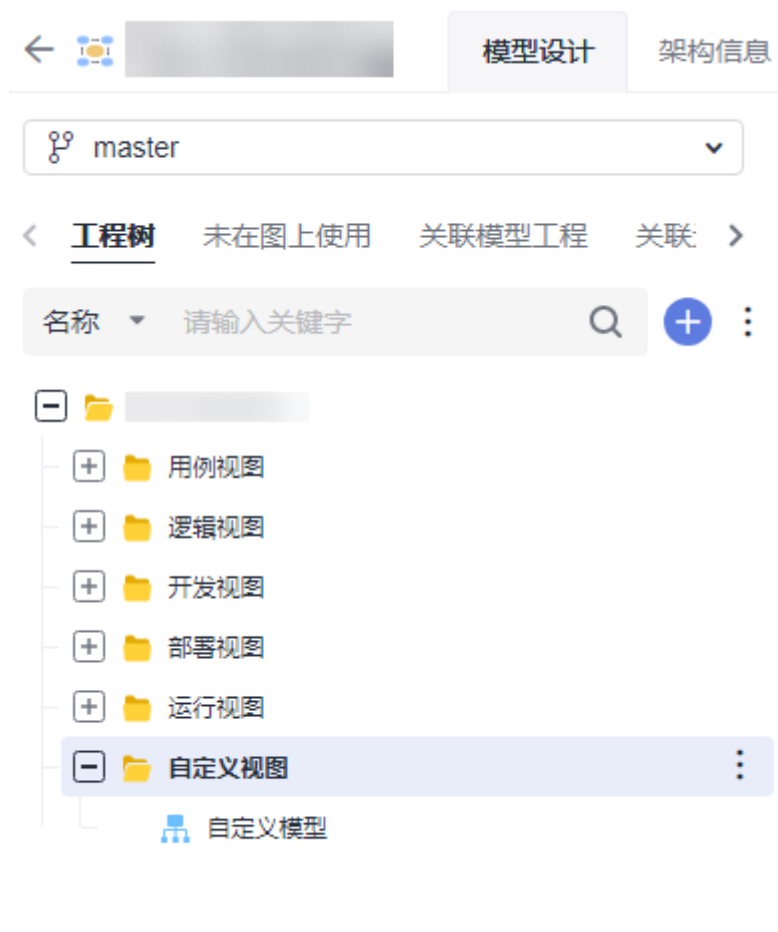 模型设计 架构信息
master
工程树 未在图上使用 关联模型工程 关联
名称 请输入关键字
用例视图
逻辑视图
开发视图
部署视图
运行视图
自定义视图
自定义模型